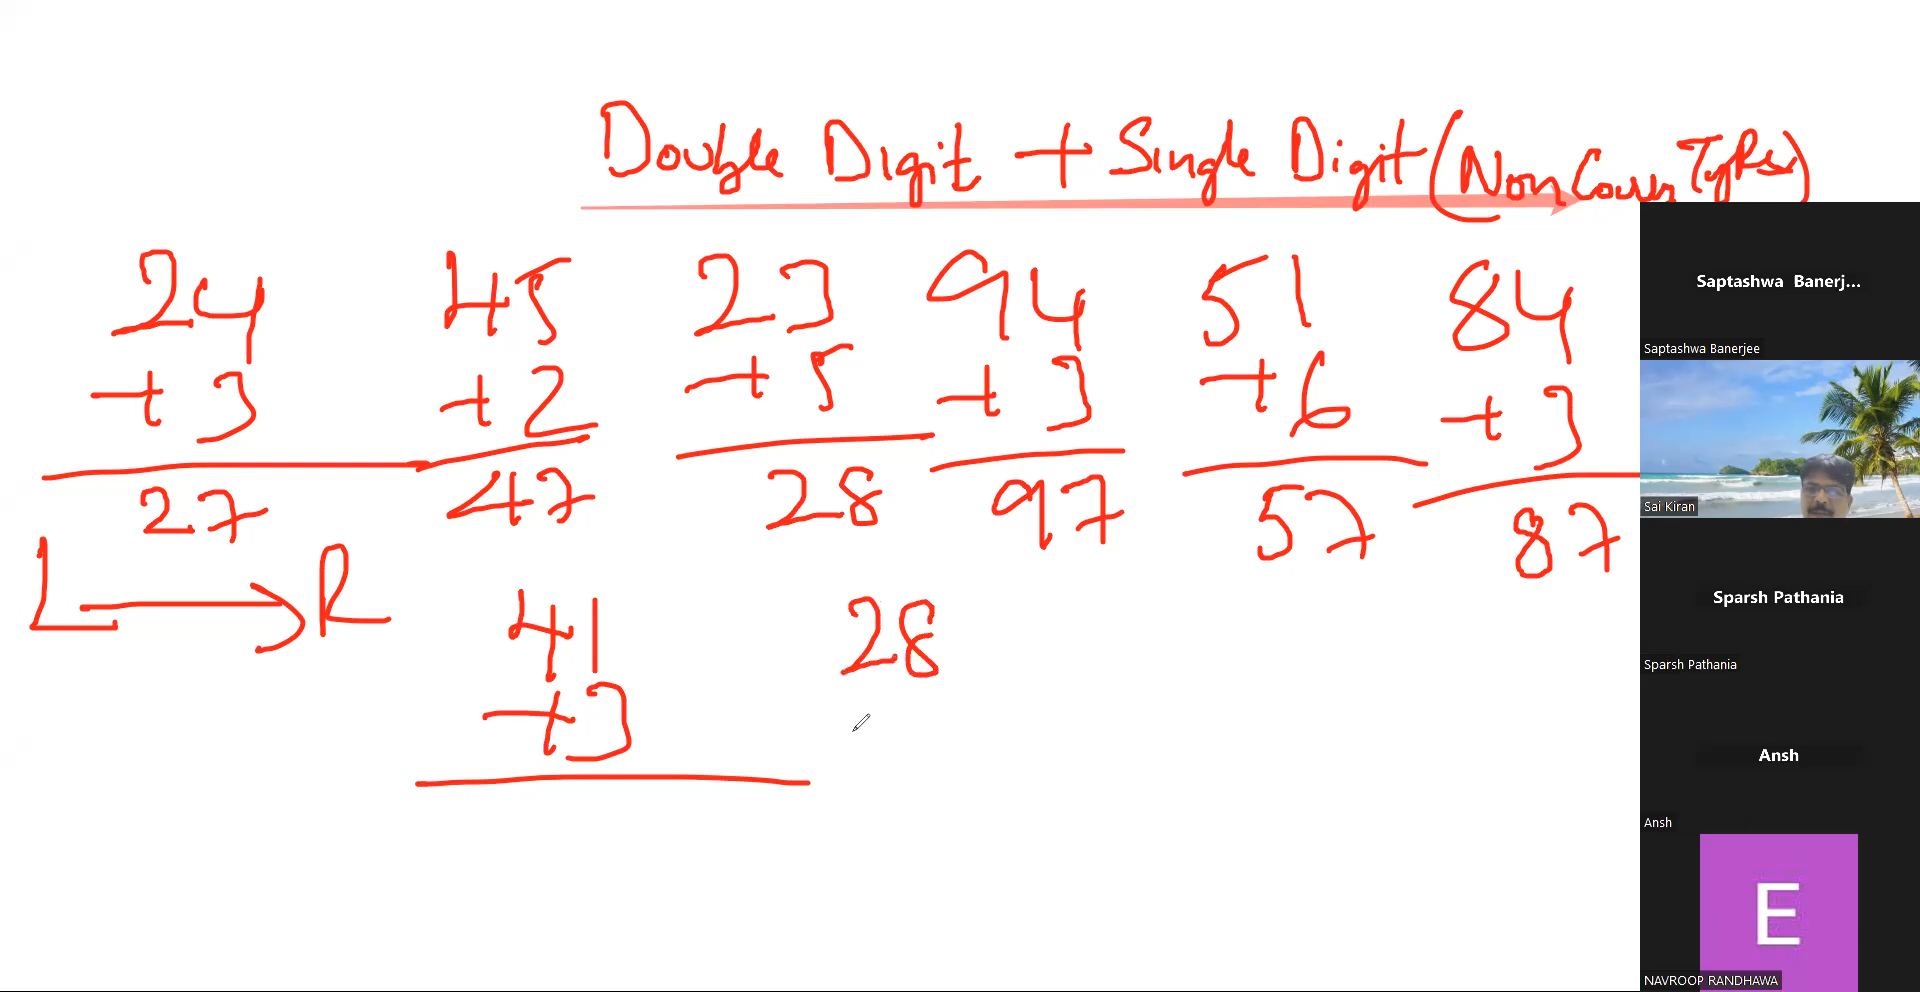 Double Digit + Single Digit (Non Types)
24 45 23 94 51 84
+ 3 + 2 + 5 + 3 + 6 + 3
27 47 28 97 57 87
L → R
41 28
+ 3
Saptashwa Banerj...
Saptashwa Banerjee
Sai Kiran
Sparsh Pathania
Sparsh Pathania
Ansh
Ansh
E
NAVROOP RANDHAWA